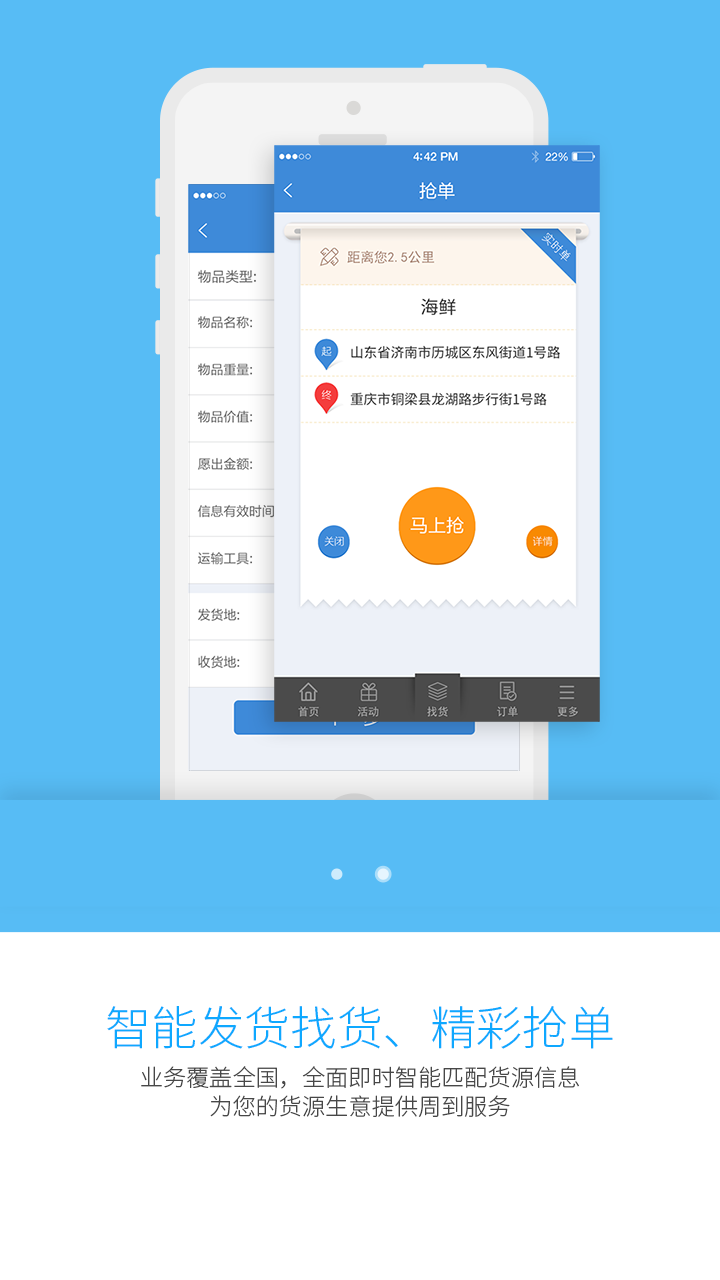 4:42 PM
22%
抢单
实时单
距离您2.5公里
海鲜
起
山东省济南市历城区东风街道1号路
终
重庆市铜梁县龙湖路步行街1号路
关闭
马上抢
详情
首页
活动
找货
订单
更多
物品类型:
物品名称:
物品重量:
物品价值:
愿出金额:
信息有效时间
运输工具:
发货地:
收货地:
智能发货找货、精彩抢单
业务覆盖全国，全面即时智能匹配货源信息
为您的货源生意提供周到服务